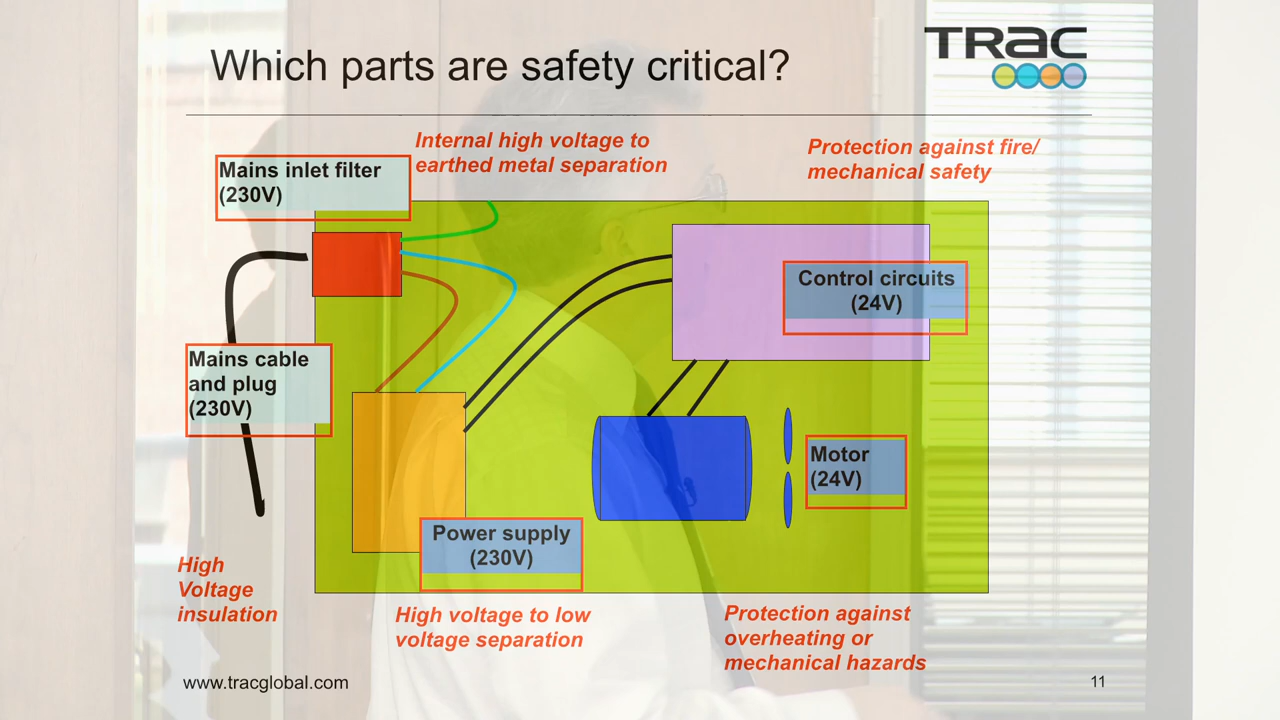 Which parts are safety critical?
TRaC
Internal high voltage to
earthed metal separation
Protection against fire/
mechanical safety
Mains inlet filter
(230V)
Control circuits
(24V)
Mains cable
and plug
(230V)
Motor
(24V)
Power supply
(230V)
High
Voltage
insulation
High voltage to low
voltage separation
Protection against
overheating or
mechanical hazards
www.tracglobal.com
11